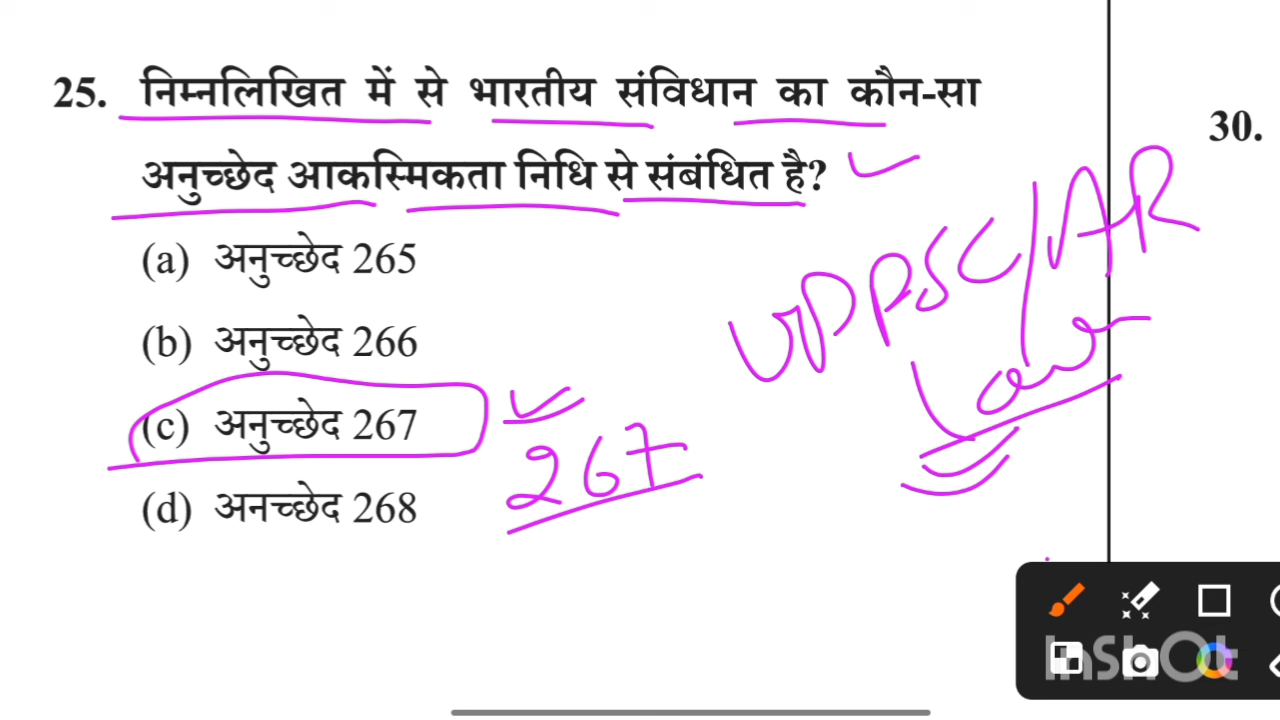 25. निम्नलिखित में से भारतीय संविधान का कौन-सा
अनुच्छेद आकस्मिकता निधि से संबंधित है?
(a) अनुच्छेद 265
(b) अनुच्छेद 266
(c) अनुच्छेद 267
(d) अनच्छेद 268
267
UPPSC/AR
Law
30.
InShOt